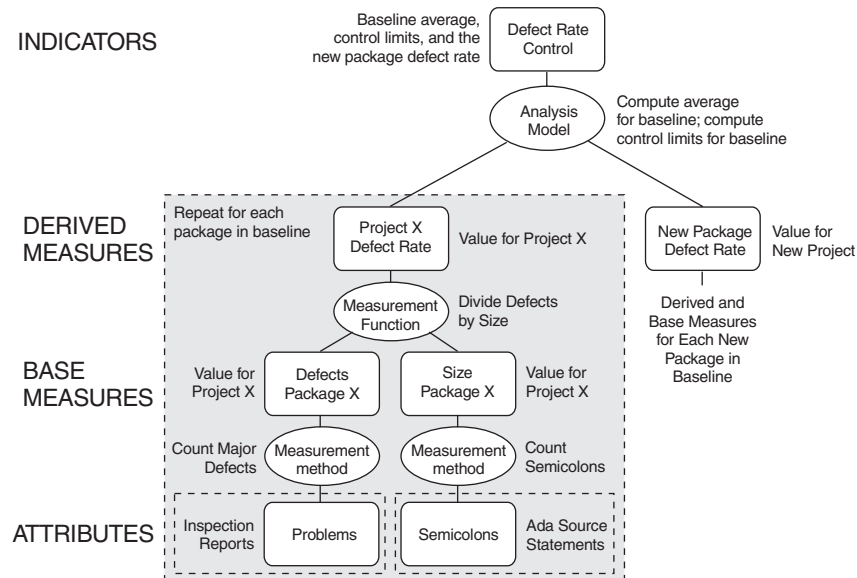 INDICATORS
Baseline average,
control limits, and the
new package defect rate
Defect Rate
Control
Analysis
Model
Compute average
for baseline; compute
control limits for baseline
DERIVED
MEASURES
Repeat for each
package in baseline
Project X
Defect Rate
Value for Project X
New Package
Defect Rate
Value for
New Project
Measurement
Function
Divide Defects
by Size
Derived and
Base Measures
for Each New
Package in
Baseline
BASE
MEASURES
Value for
Project X
Defects
Package X
Size
Package X
Value for
Project X
Count Major
Defects
Measurement
method
Measurement
method
Count
Semicolons
ATTRIBUTES
Inspection
Reports
Problems
Semicolons
Ada Source
Statements